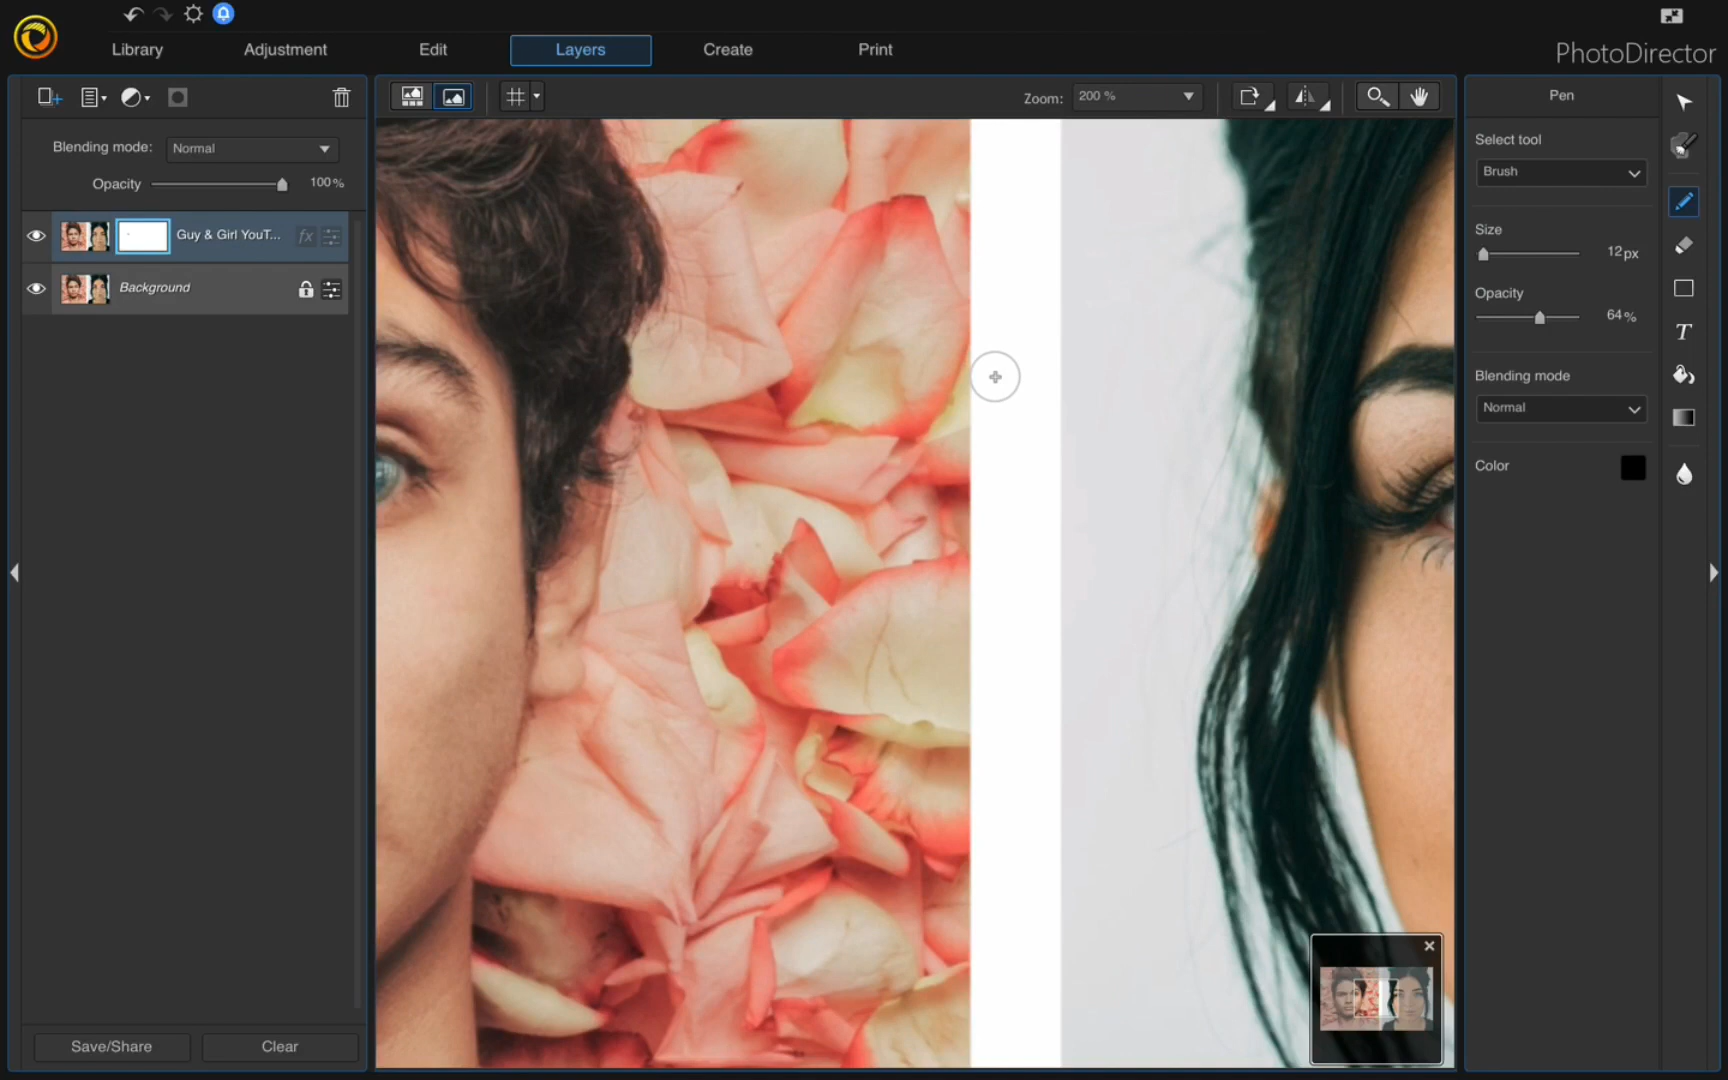 Library
Adjustment
Edit
Layers
Create
Print
PhotoDirector
Zoom: 200 %
Pen
Blending mode: Normal
Opacity 100%
Guy & Girl YouT... fx
Background
Select tool
Brush
Size
12px
Opacity
64%
Blending mode
Normal
Color
T
Save/Share
Clear